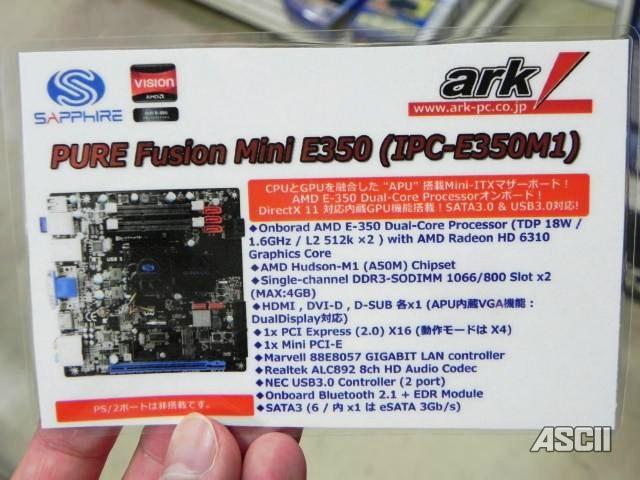 SAPPHIRE
VISION
AMD
ark
www.ark-pc.co.jp
PURE Fusion Mini E350 (IPC-E350M1)
CPUとGPUを融合した "APU" 搭載Mini-ITXマザーボード！
AMD E-350 Dual-Core Processorオンボード！
DirectX 11 対応内蔵GPU機能搭載！SATA3.0 & USB3.0対応!
◆Onborad AMD E-350 Dual-Core Processor (TDP 18W /
1.6GHz / L2 512k ×2 ) with AMD Radeon HD 6310
Graphics Core
◆AMD Hudson-M1 (A50M) Chipset
◆Single-channel DDR3-SODIMM 1066/800 Slot x2
(MAX:4GB)
◆HDMI , DVI-D , D-SUB 各x1 (APU内蔵VGA機能：
DualDisplay対応)
◆1x PCI Express (2.0) X16 (動作モードは X4)
◆1x Mini PCI-E
◆Marvell 88E8057 GIGABIT LAN controller
◆Realtek ALC892 8ch HD Audio Codec
◆NEC USB3.0 Controller (2 port)
◆Onboard Bluetooth 2.1 + EDR Module
◆SATA3 (6 / 内 x1 は eSATA 3Gb/s)
PS/2ポートは非搭載です。
ASCII